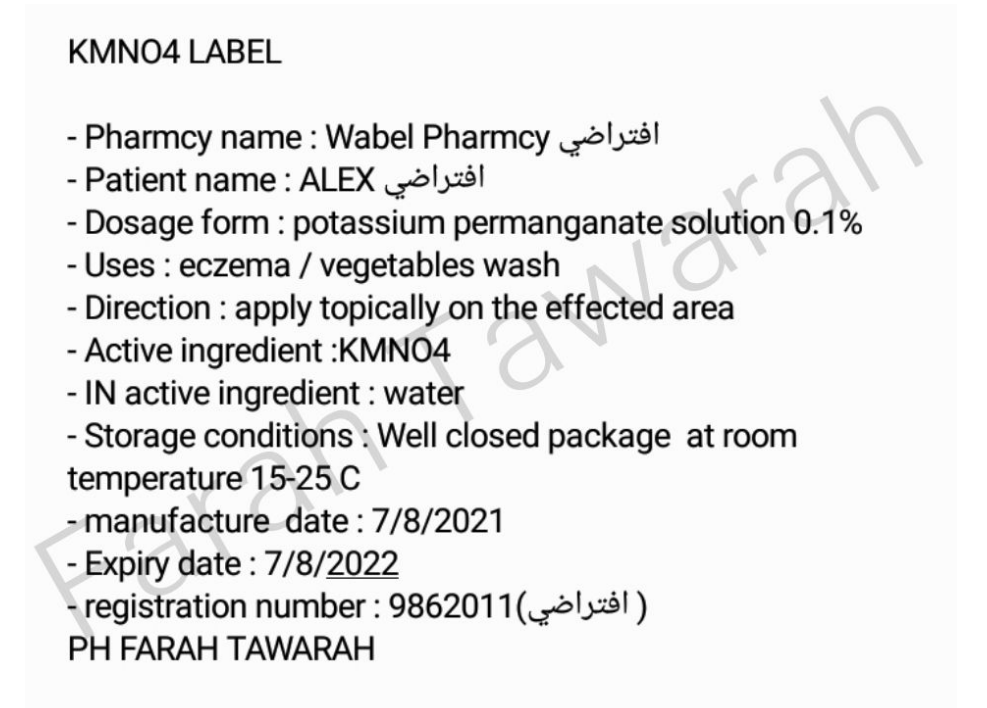 KMNO4 LABEL
- Pharmcy name : Wabel Pharmcy افتراضي
- Patient name : ALEX افتراضي
- Dosage form : potassium permanganate solution 0.1%
- Uses : eczema / vegetables wash
- Direction : apply topically on the effected area
- Active ingredient :KMNO4
- IN active ingredient : water
- Storage conditions : Well closed package  at room
temperature 15-25 C
- manufacture  date : 7/8/2021
- Expiry date : 7/8/2022
- registration number : 9862011(افتراضي )
PH FARAH TAWARAH
Farah Tawarah